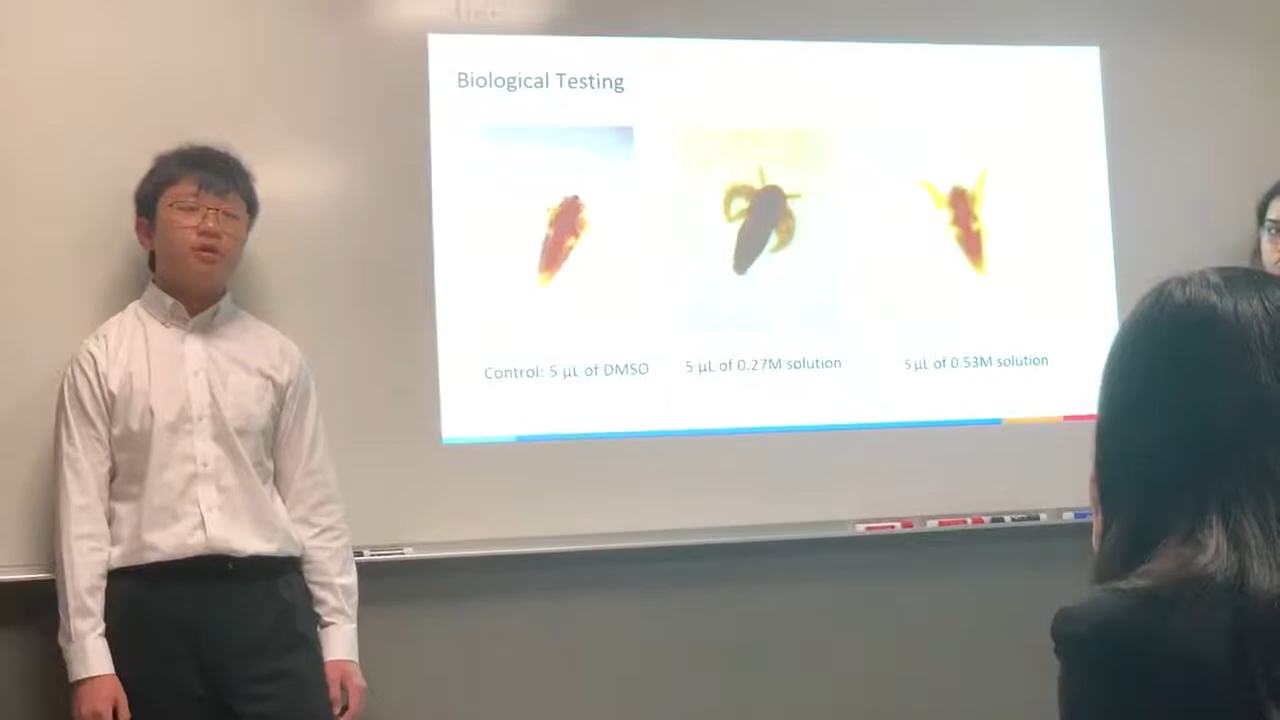 Biological Testing
Control: 5 µL of DMSO
5 µL of 0.27M solution
5 µL of 0.53M solution